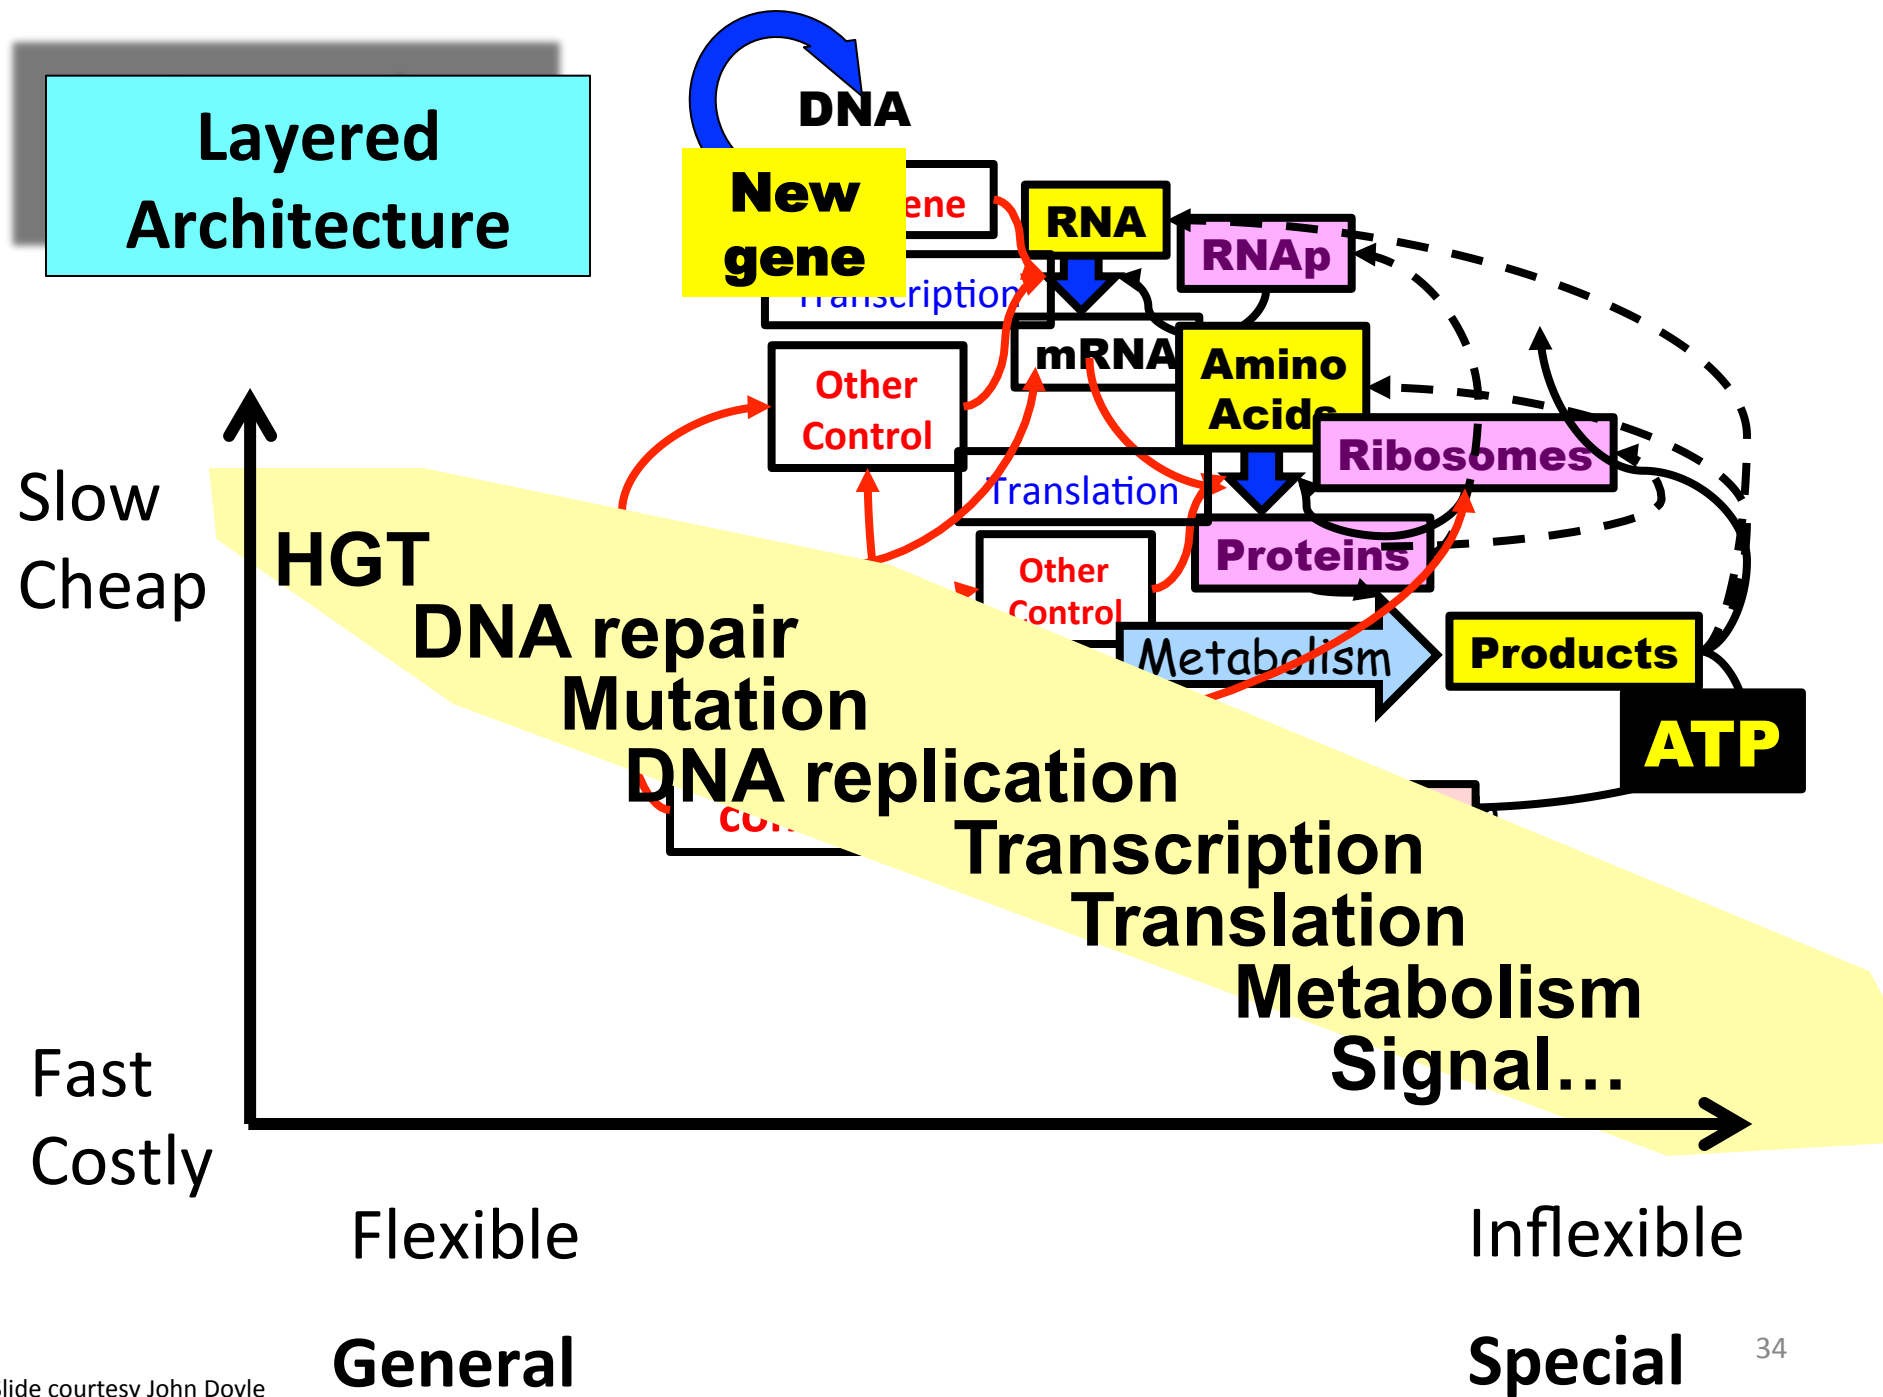 Layered
Architecture
DNA
New
gene
ene
RNA
RNAp
Transcription
mRNA
Amino
Acids
Other
Control
Ribosomes
Translation
Proteins
Other
Control
Metabolism
Products
ATP
Slow
Cheap
HGT
DNA repair
Mutation
DNA replication
Transcription
Translation
Metabolism
Signal…
Fast
Costly
Flexible
Inflexible
General
Special
34
Slide courtesy John Doyle